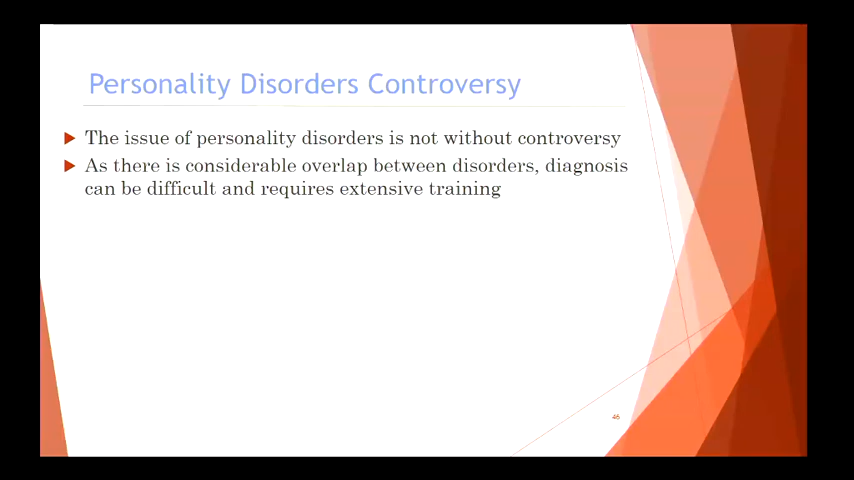 Personality Disorders Controversy
The issue of personality disorders is not without controversy
As there is considerable overlap between disorders, diagnosis
can be difficult and requires extensive training
46